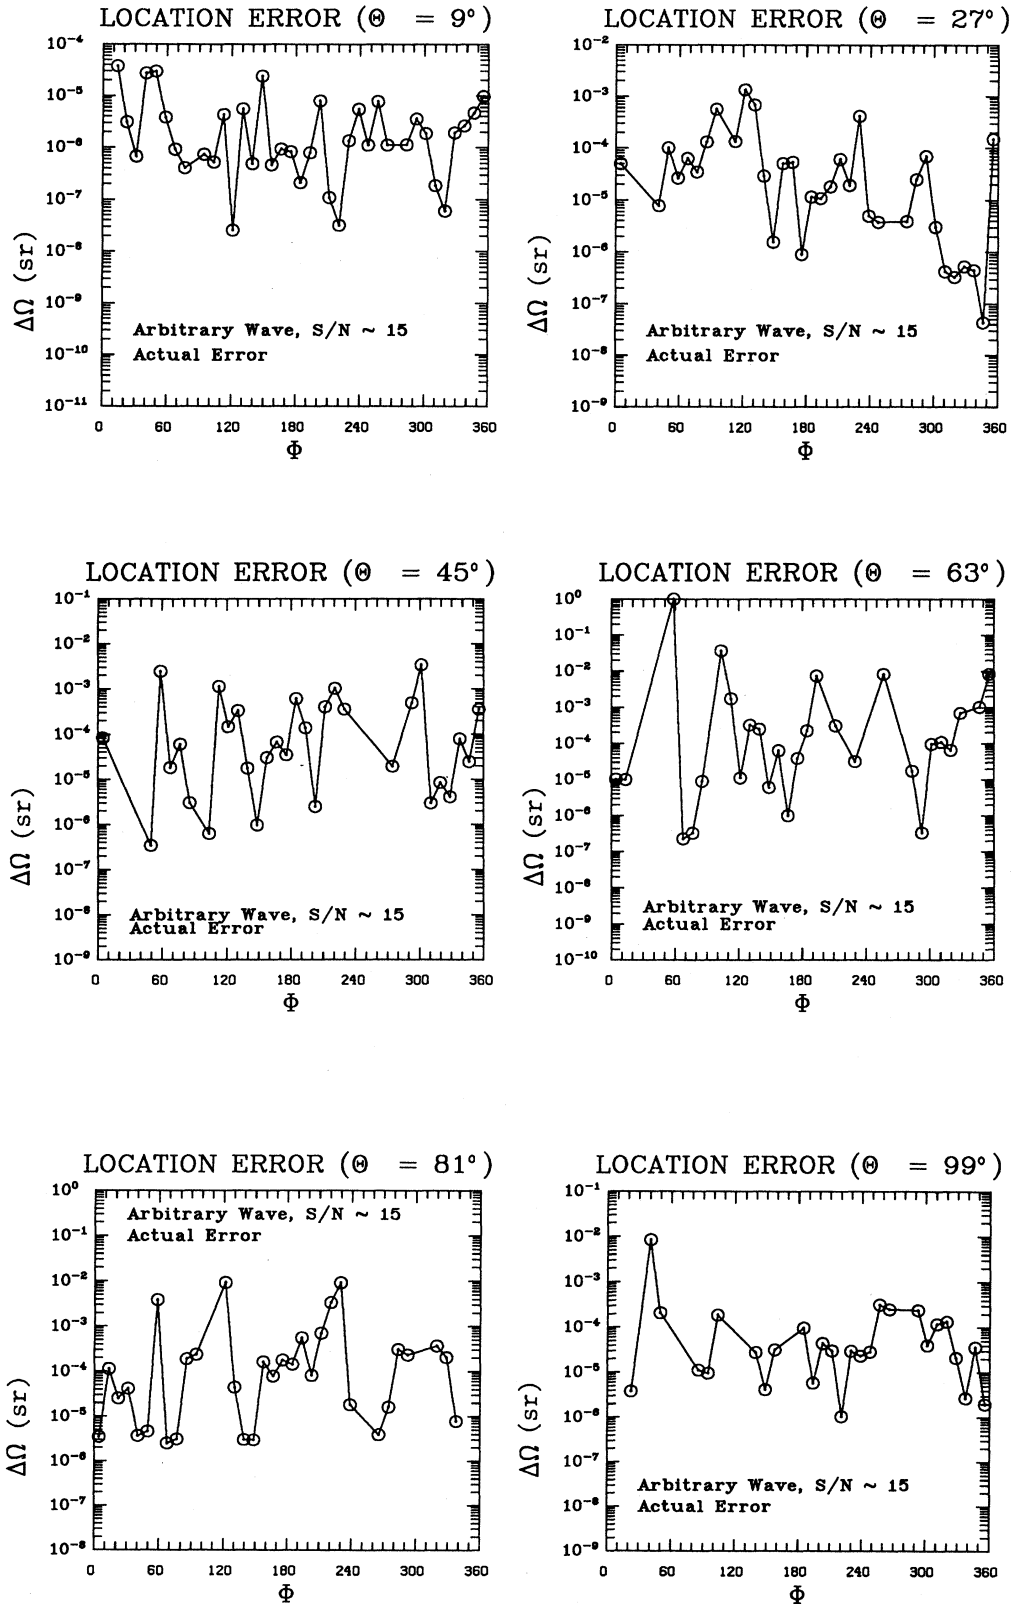 LOCATION ERROR (Θ = 9°)
10⁻⁴
10⁻⁵
10⁻⁶
10⁻⁷
10⁻⁸
10⁻⁹
10⁻¹⁰
10⁻¹¹
ΔΩ (sr)
Arbitrary Wave, S/N ~ 15
Actual Error
0 60 120 180 240 300 360
Φ
LOCATION ERROR (Θ = 27°)
10⁻²
10⁻³
10⁻⁴
10⁻⁵
10⁻⁶
10⁻⁷
10⁻⁸
10⁻⁹
ΔΩ (sr)
Arbitrary Wave, S/N ~ 15
Actual Error
0 60 120 180 240 300 360
Φ
LOCATION ERROR (Θ = 45°)
10⁻¹
10⁻²
10⁻³
10⁻⁴
10⁻⁵
10⁻⁶
10⁻⁷
10⁻⁸
10⁻⁹
ΔΩ (sr)
Arbitrary Wave, S/N ~ 15
Actual Error
0 60 120 180 240 300 360
Φ
LOCATION ERROR (Θ = 63°)
10⁰
10⁻¹
10⁻²
10⁻³
10⁻⁴
10⁻⁵
10⁻⁶
10⁻⁷
10⁻⁸
10⁻⁹
10⁻¹⁰
ΔΩ (sr)
Arbitrary Wave, S/N ~ 15
Actual Error
0 60 120 180 240 300 360
Φ
LOCATION ERROR (Θ = 81°)
10⁰
10⁻¹
10⁻²
10⁻³
10⁻⁴
10⁻⁵
10⁻⁶
10⁻⁷
10⁻⁸
ΔΩ (sr)
Arbitrary Wave, S/N ~ 15
Actual Error
0 60 120 180 240 300 360
Φ
LOCATION ERROR (Θ = 99°)
10⁻¹
10⁻²
10⁻³
10⁻⁴
10⁻⁵
10⁻⁶
10⁻⁷
10⁻⁸
10⁻⁹
ΔΩ (sr)
Arbitrary Wave, S/N ~ 15
Actual Error
0 60 120 180 240 300 360
Φ